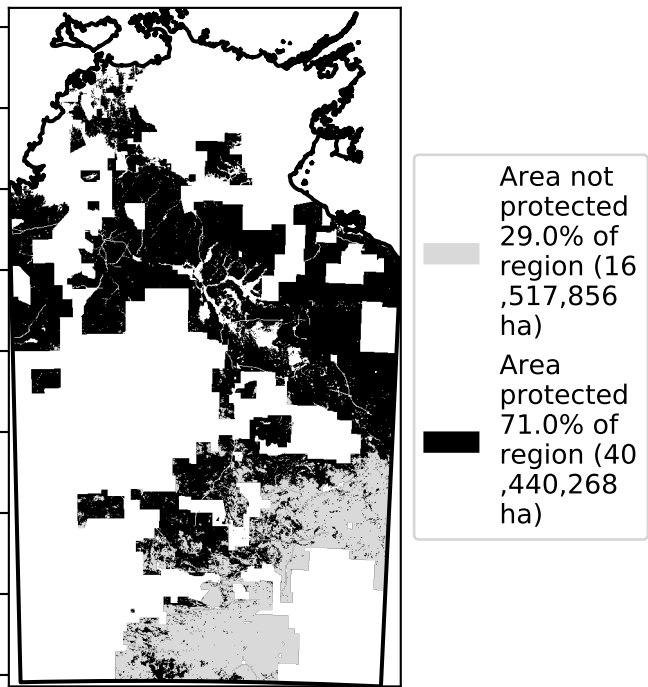 Area not
protected
29.0% of
region (16
,517,856
ha)
Area
protected
71.0% of
region (40
,440,268
ha)